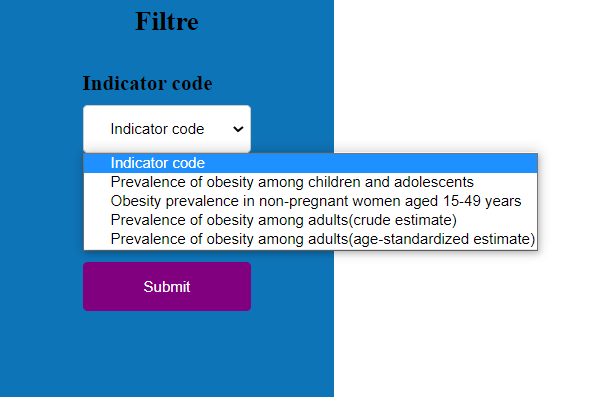 Filtre
Indicator code
Indicator code
Indicator code
Prevalence of obesity among children and adolescents
Obesity prevalence in non-pregnant women aged 15-49 years
Prevalence of obesity among adults(crude estimate)
Prevalence of obesity among adults(age-standardized estimate)
Submit